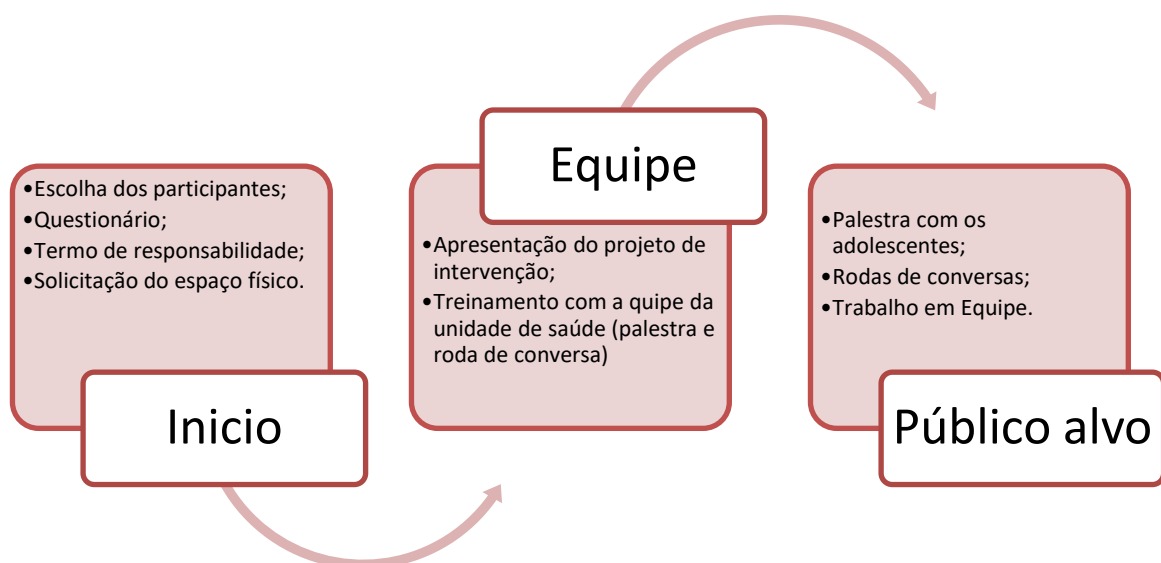 •Escolha dos participantes;
•Questionário;
•Termo de responsabilidade;
•Solicitação do espaço físico.
Inicio
Equipe
•Apresentação do projeto de
intervenção;
•Treinamento com a quipe da
unidade de saúde (palestra e
roda de conversa)
•Palestra com os
adolescentes;
•Rodas de conversas;
•Trabalho em Equipe.
Público alvo